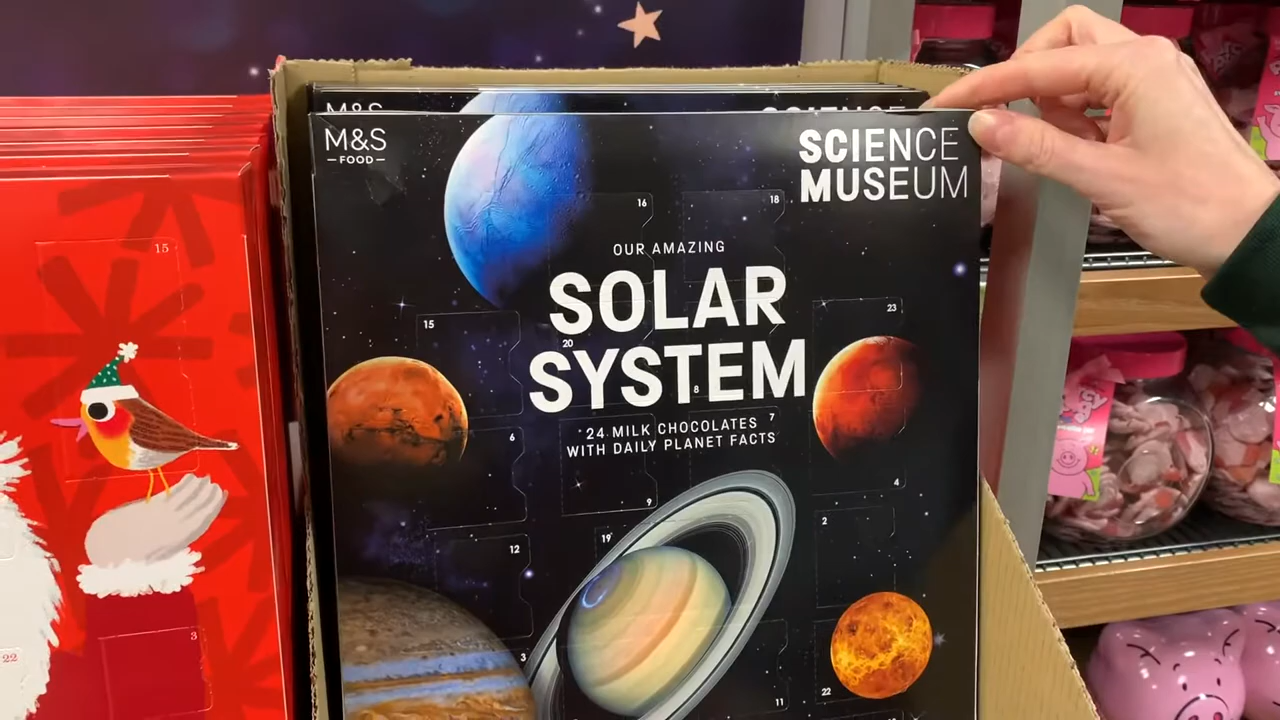 M&S
SCIENCE
M&S
FOOD
SCIENCE
MUSEUM
16
18
OUR AMAZING
SOLAR
SYSTEM
15
15
23
20
8
24 MILK CHOCOLATES
WITH DAILY PLANET FACTS
7
6
9
4
19
2
12
3
3
22
22
11